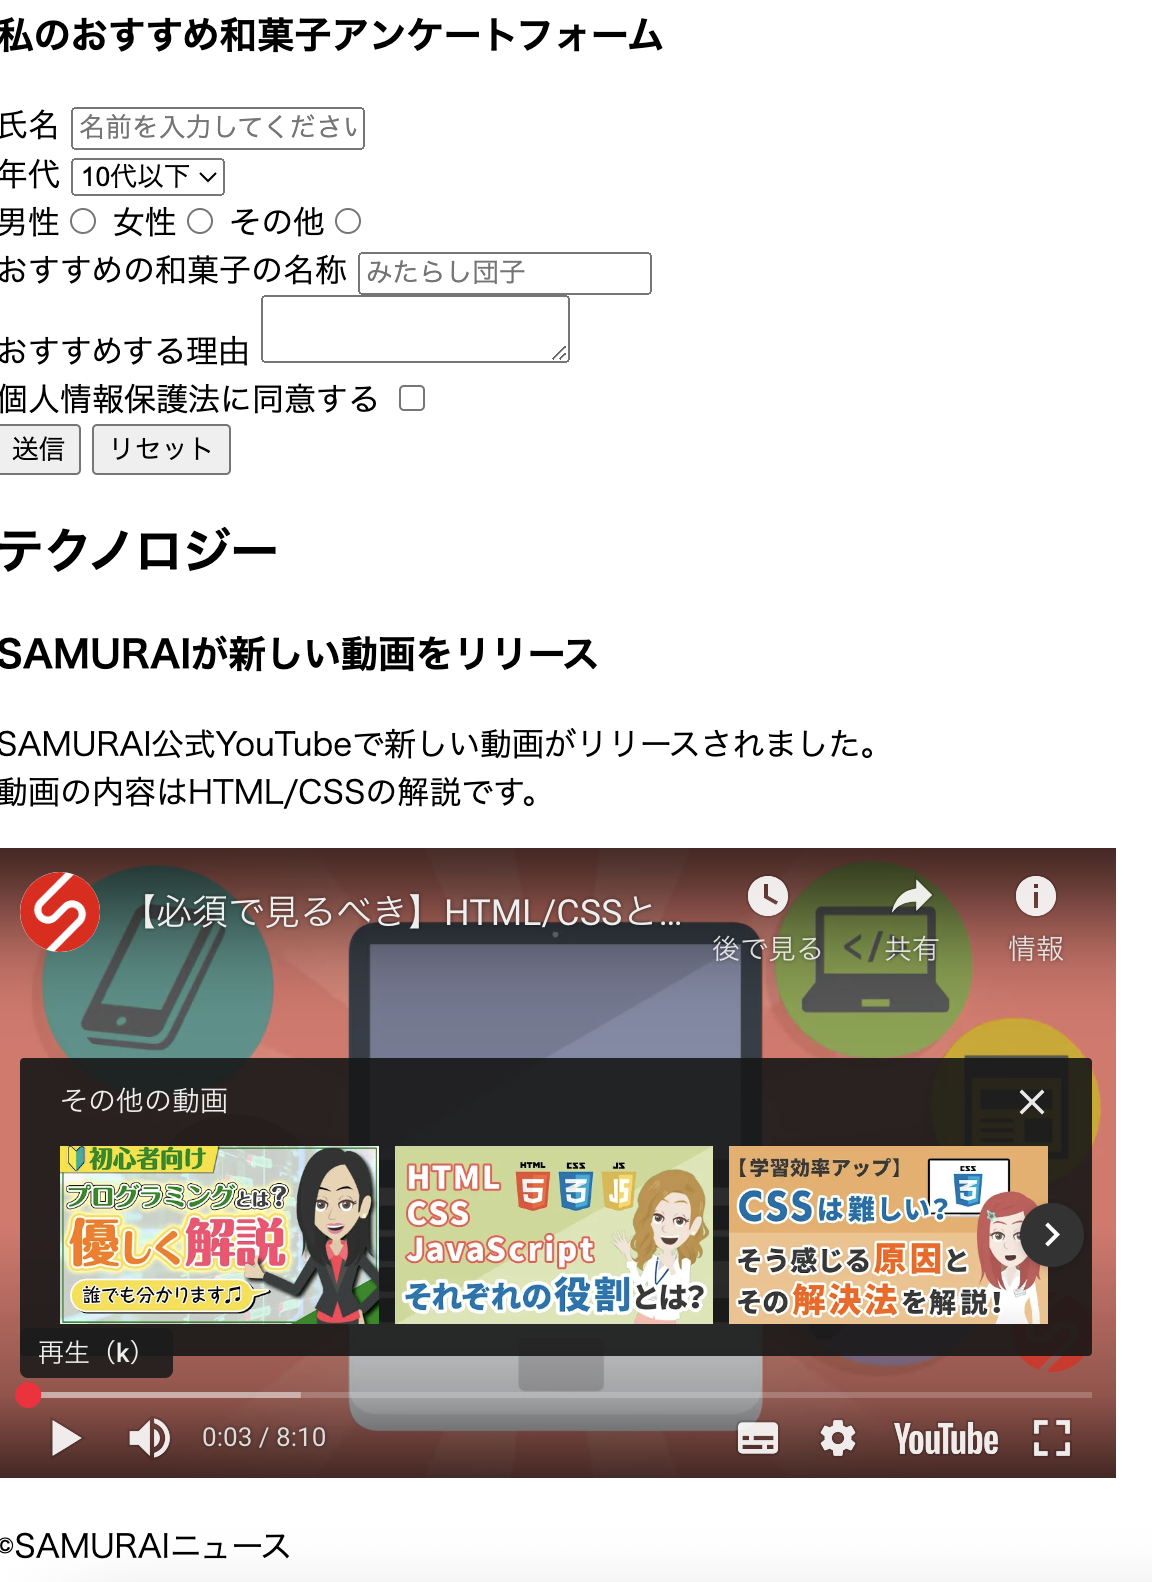 私のおすすめ和菓子アンケートフォーム
氏名 名前を入力してくださ
年代 10代以下
男性 女性 その他
おすすめの和菓子の名称 みたらし団子
おすすめする理由
個人情報保護法に同意する
送信 リセット
テクノロジー
SAMURAIが新しい動画をリリース
SAMURAI公式YouTubeで新しい動画がリリースされました。
動画の内容はHTML/CSSの解説です。
【必須で見るべき】HTML/CSSと...
後で見る 共有 情報
</>
その他の動画
初心者向け
プログラミングとは?
優しく解説
誰でも分かります♫
HTML
CSS
JavaScript
HTML CSS JS
5 3 JS
それぞれの役割とは?
【学習効率アップ】
CSS
3
CSSは難しい?
そう感じる原因と
その解決法を解説!
再生（k）
0:03 / 8:10
YouTube
©SAMURAIニュース